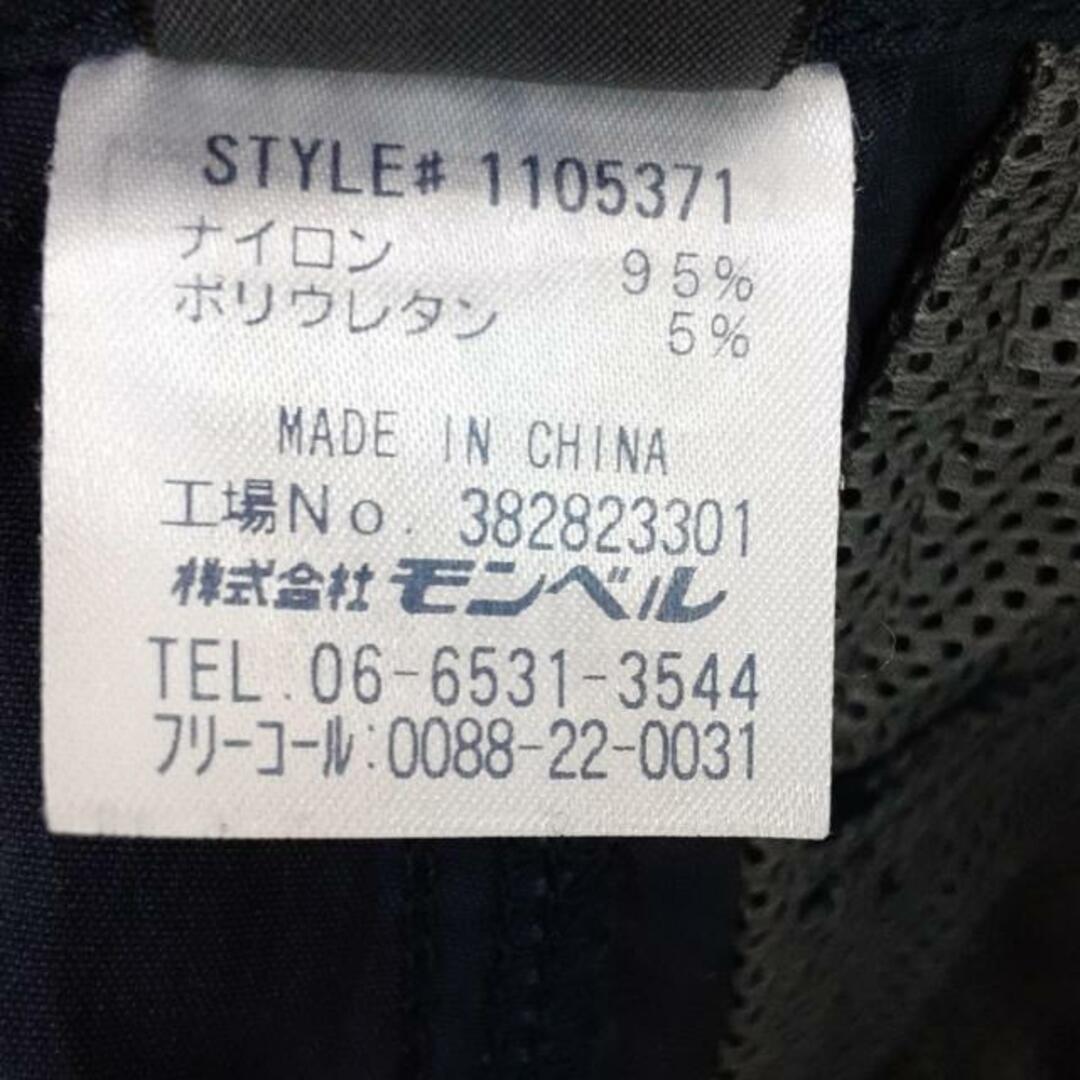 STYLE# 1105371
ナイロン 95%
ポリウレタン 5%
MADE IN CHINA
工場No. 382823301
株式会社モンベル
TEL.06-6531-3544
フリーコール:0088-22-0031